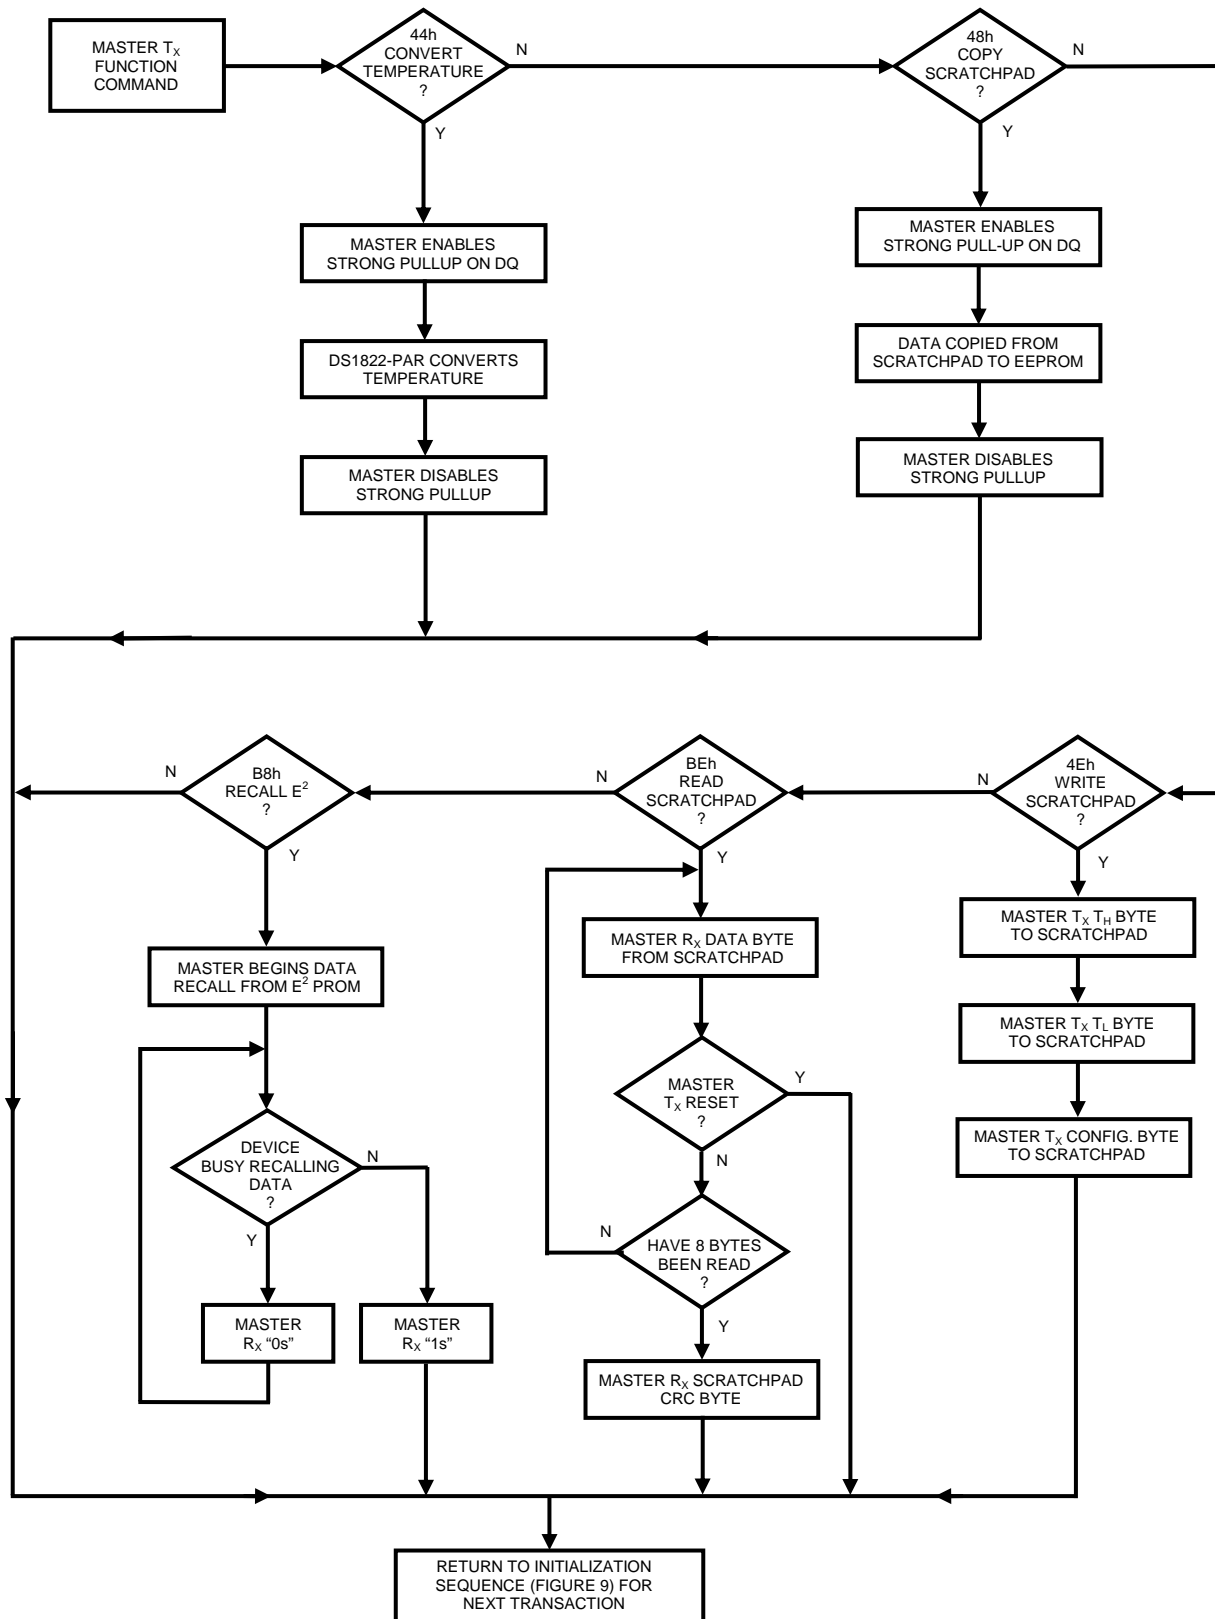 MASTER TX
FUNCTION
COMMAND
44h
CONVERT
TEMPERATURE
?
N
Y
48h
COPY
SCRATCHPAD
?
N
Y
MASTER ENABLES
STRONG PULLUP ON DQ
DS1822-PAR CONVERTS
TEMPERATURE
MASTER DISABLES
STRONG PULLUP
MASTER ENABLES
STRONG PULL-UP ON DQ
DATA COPIED FROM
SCRATCHPAD TO EEPROM
MASTER DISABLES
STRONG PULLUP
B8h
RECALL E2
?
N
Y
BEh
READ
SCRATCHPAD
?
N
Y
4Eh
WRITE
SCRATCHPAD
?
N
Y
MASTER BEGINS DATA
RECALL FROM E2 PROM
DEVICE
BUSY RECALLING
DATA
?
N
Y
MASTER
RX “0s”
MASTER
RX “1s”
MASTER RX DATA BYTE
FROM SCRATCHPAD
MASTER
TX RESET
?
Y
N
HAVE 8 BYTES
BEEN READ
?
N
Y
MASTER RX SCRATCHPAD
CRC BYTE
MASTER TX TH BYTE
TO SCRATCHPAD
MASTER TX TL BYTE
TO SCRATCHPAD
MASTER TX CONFIG. BYTE
TO SCRATCHPAD
RETURN TO INITIALIZATION
SEQUENCE (FIGURE 9) FOR
NEXT TRANSACTION